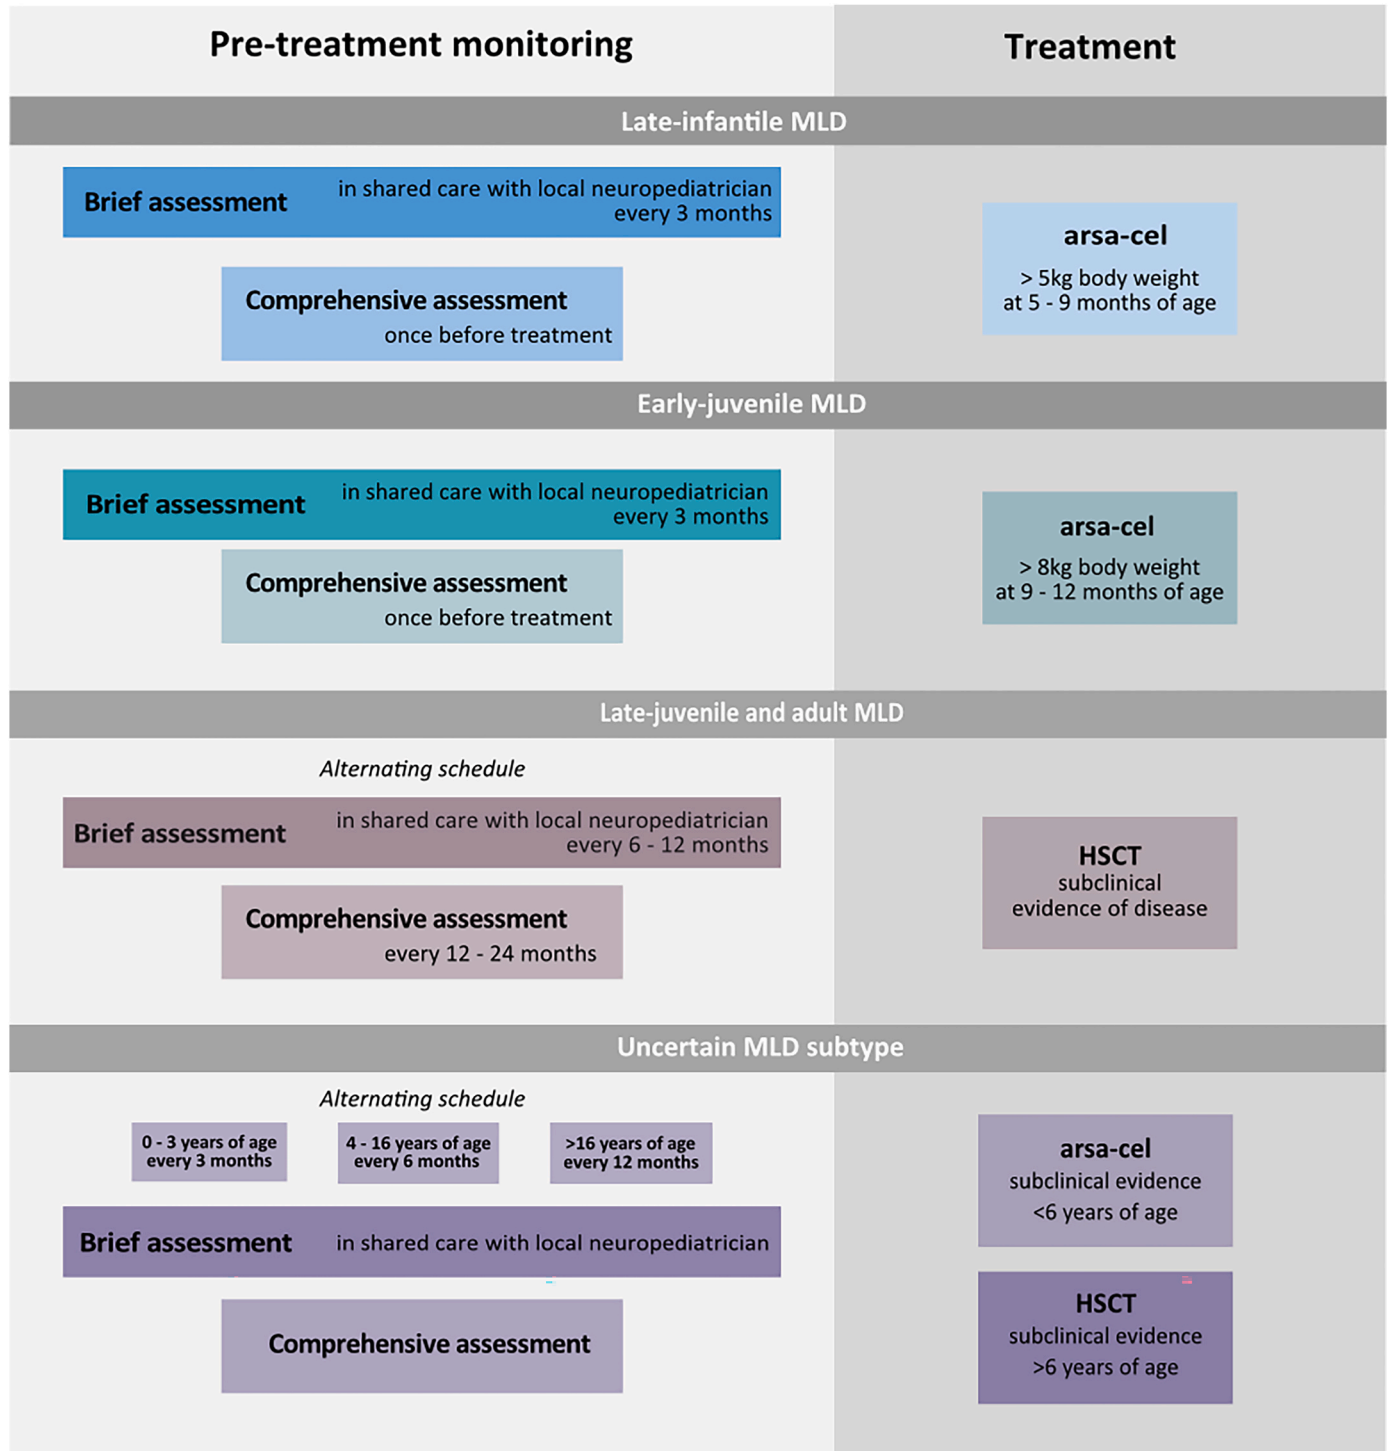 Pre-treatment monitoring
Treatment
Late-infantile MLD
Brief assessment
in shared care with local neuropediatrician
every 3 months
Comprehensive assessment
once before treatment
arsa-cel
> 5kg body weight
at 5 - 9 months of age
Early-juvenile MLD
Brief assessment
in shared care with local neuropediatrician
every 3 months
Comprehensive assessment
once before treatment
arsa-cel
> 8kg body weight
at 9 - 12 months of age
Late-juvenile and adult MLD
Alternating schedule
Brief assessment
in shared care with local neuropediatrician
every 6 - 12 months
Comprehensive assessment
every 12 - 24 months
HSCT
subclinical
evidence of disease
Uncertain MLD subtype
Alternating schedule
0 - 3 years of age
every 3 months
4 - 16 years of age
every 6 months
>16 years of age
every 12 months
Brief assessment
in shared care with local neuropediatrician
Comprehensive assessment
arsa-cel
subclinical evidence
<6 years of age
HSCT
subclinical evidence
>6 years of age